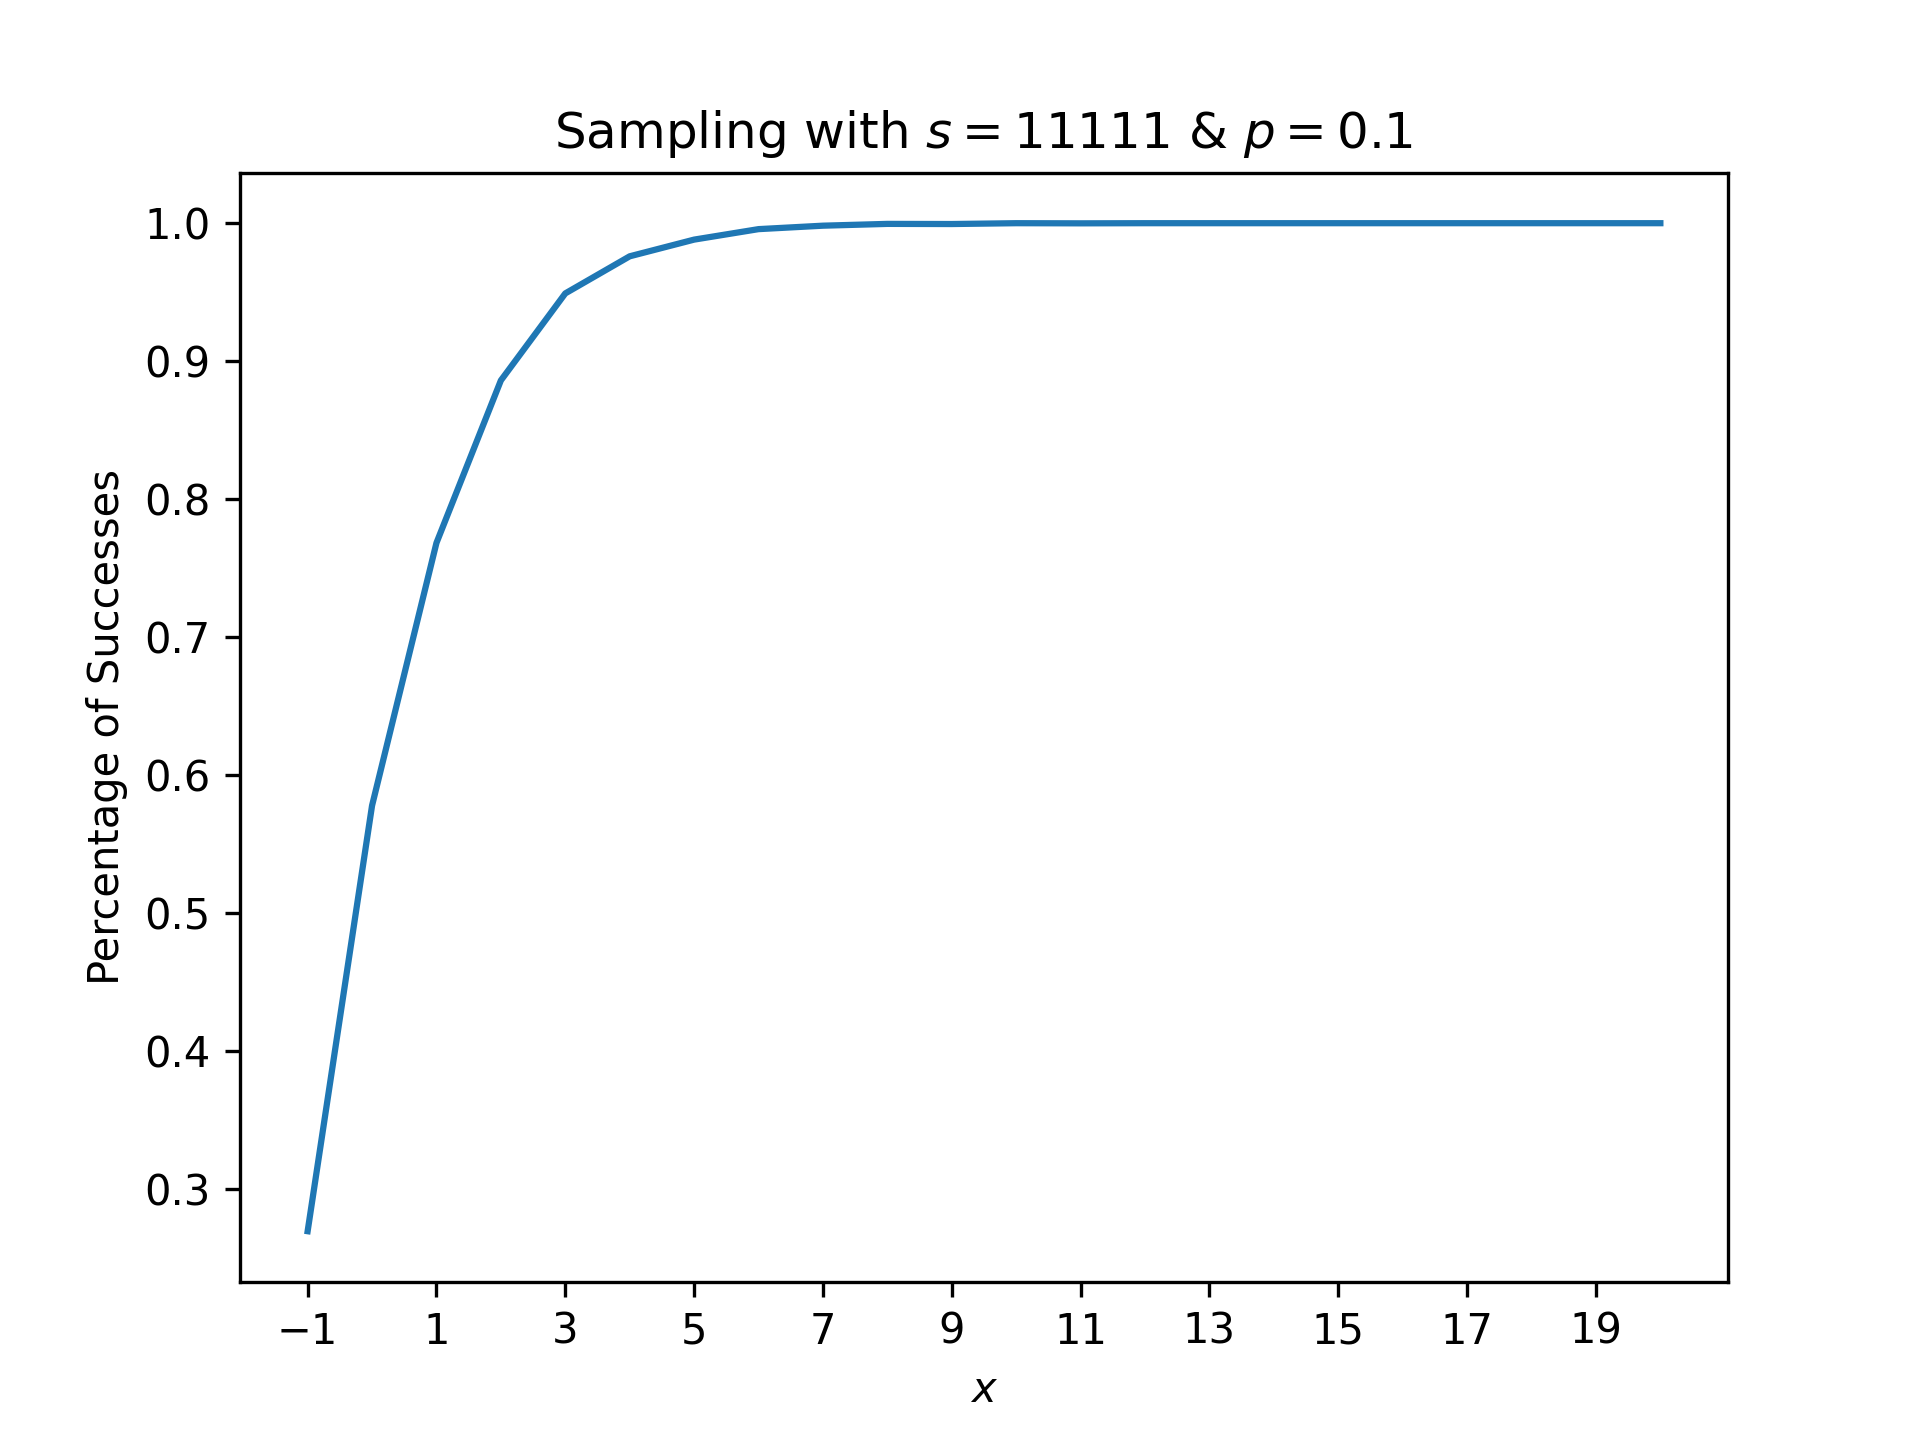 Sampling with s = 11111 & p = 0.1
1.0
0.9
0.8
0.7
0.6
0.5
0.4
0.3
Percentage of Successes
−1 1 3 5 7 9 11 13 15 17 19
x